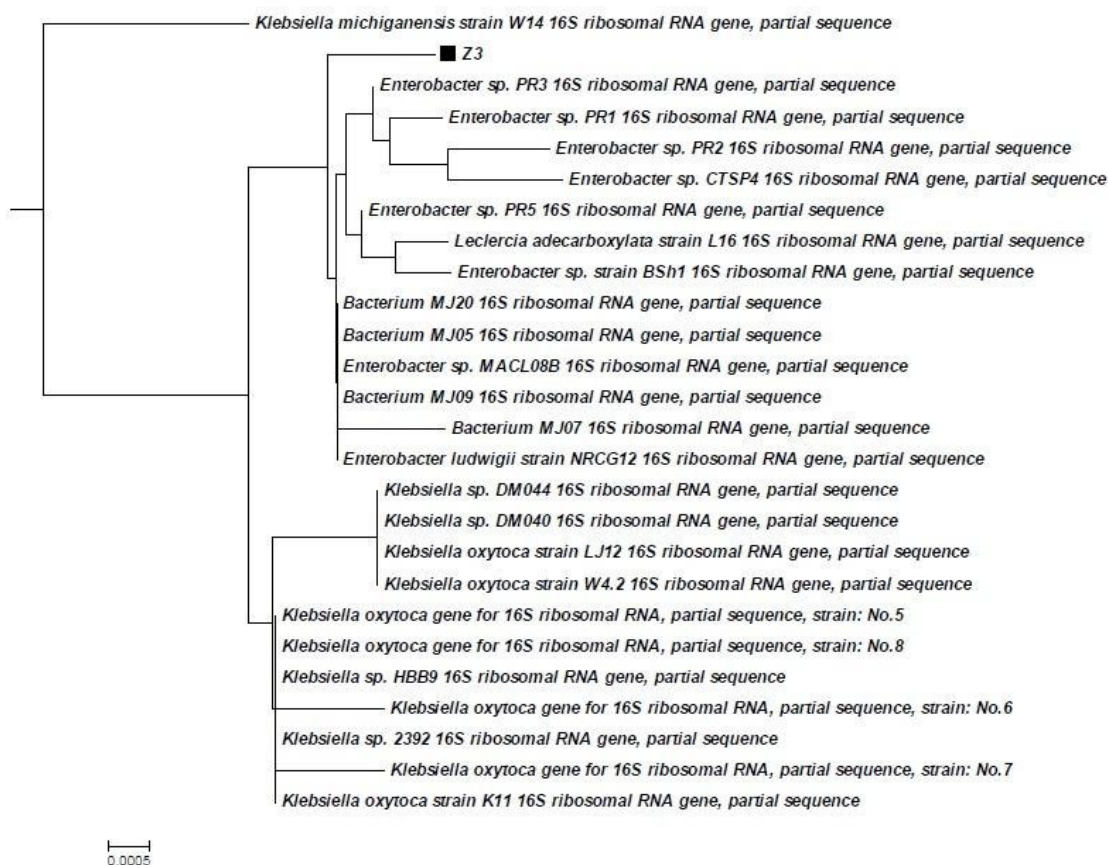 Klebsiella michiganensis strain W14 16S ribosomal RNA gene, partial sequence
Z3
Enterobacter sp. PR3 16S ribosomal RNA gene, partial sequence
Enterobacter sp. PR1 16S ribosomal RNA gene, partial sequence
Enterobacter sp. PR2 16S ribosomal RNA gene, partial sequence
Enterobacter sp. CTSP4 16S ribosomal RNA gene, partial sequence
Enterobacter sp. PR5 16S ribosomal RNA gene, partial sequence
Leclercia adecarboxylata strain L16 16S ribosomal RNA gene, partial sequence
Enterobacter sp. strain BSh1 16S ribosomal RNA gene, partial sequence
Bacterium MJ20 16S ribosomal RNA gene, partial sequence
Bacterium MJ05 16S ribosomal RNA gene, partial sequence
Enterobacter sp. MACL08B 16S ribosomal RNA gene, partial sequence
Bacterium MJ09 16S ribosomal RNA gene, partial sequence
Bacterium MJ07 16S ribosomal RNA gene, partial sequence
Enterobacter ludwigii strain NRCG12 16S ribosomal RNA gene, partial sequence
Klebsiella sp. DM044 16S ribosomal RNA gene, partial sequence
Klebsiella sp. DM040 16S ribosomal RNA gene, partial sequence
Klebsiella oxytoca strain LJ12 16S ribosomal RNA gene, partial sequence
Klebsiella oxytoca strain W4.2 16S ribosomal RNA gene, partial sequence
Klebsiella oxytoca gene for 16S ribosomal RNA, partial sequence, strain: No.5
Klebsiella oxytoca gene for 16S ribosomal RNA, partial sequence, strain: No.8
Klebsiella sp. HBB9 16S ribosomal RNA gene, partial sequence
Klebsiella oxytoca gene for 16S ribosomal RNA, partial sequence, strain: No.6
Klebsiella sp. 2392 16S ribosomal RNA gene, partial sequence
Klebsiella oxytoca gene for 16S ribosomal RNA, partial sequence, strain: No.7
Klebsiella oxytoca strain K11 16S ribosomal RNA gene, partial sequence
0.0005